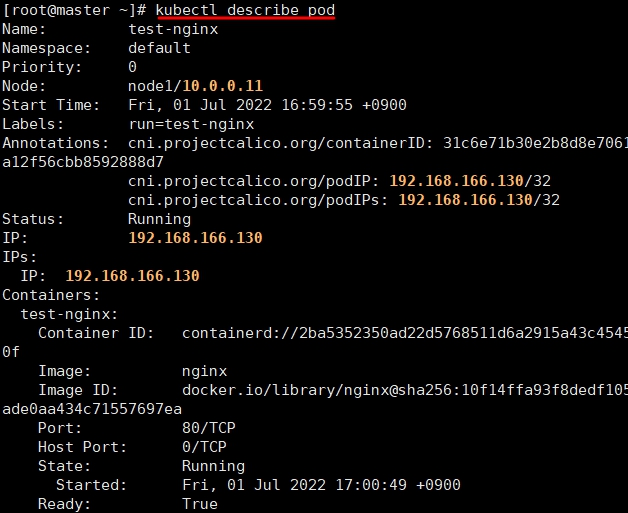 [root@master ~]# kubectl describe pod
Name:         test-nginx
Namespace:    default
Priority:     0
Node:         node1/10.0.0.11
Start Time:   Fri, 01 Jul 2022 16:59:55 +0900
Labels:       run=test-nginx
Annotations:  cni.projectcalico.org/containerID: 31c6e71b30e2b8d8e7061
a12f56cbb8592888d7
              cni.projectcalico.org/podIP: 192.168.166.130/32
              cni.projectcalico.org/podIPs: 192.168.166.130/32
Status:       Running
IP:           192.168.166.130
IPs:
  IP:  192.168.166.130
Containers:
  test-nginx:
    Container ID:   containerd://2ba5352350ad22d5768511d6a2915a43c4545
0f
    Image:          nginx
    Image ID:       docker.io/library/nginx@sha256:10f14ffa93f8dedf105
ade0aa434c71557697ea
    Port:           80/TCP
    Host Port:      0/TCP
    State:          Running
      Started:      Fri, 01 Jul 2022 17:00:49 +0900
    Ready:          True